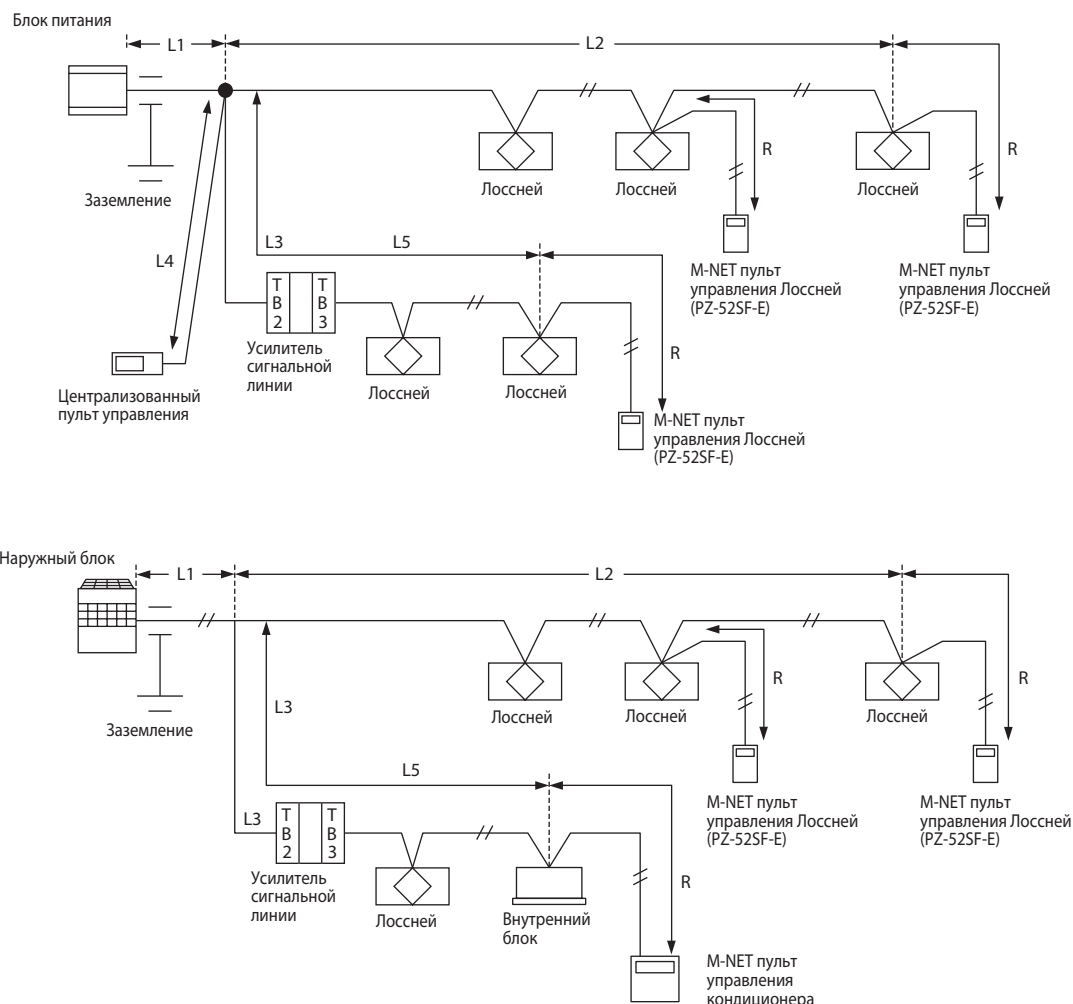 Блок питания
L1
L2
R
R
Заземление
Лоссней
Лоссней
Лоссней
L4
L3
L5
M-NET пульт
управления Лоссней
(PZ-52SF-E)
M-NET пульт
управления Лоссней
(PZ-52SF-E)
T
B
2
T
B
3
Усилитель
сигнальной
линии
Лоссней
Лоссней
R
Централизованный
пульт управления
M-NET пульт
управления Лоссней
(PZ-52SF-E)
Наружный блок
L1
L2
R
R
Заземление
L3
Лоссней
Лоссней
Лоссней
L5
M-NET пульт
управления Лоссней
(PZ-52SF-E)
M-NET пульт
управления Лоссней
(PZ-52SF-E)
L3
T
B
2
T
B
3
Усилитель
сигнальной
линии
Лоссней
Внутренний
блок
R
M-NET пульт
управления
кондиционера